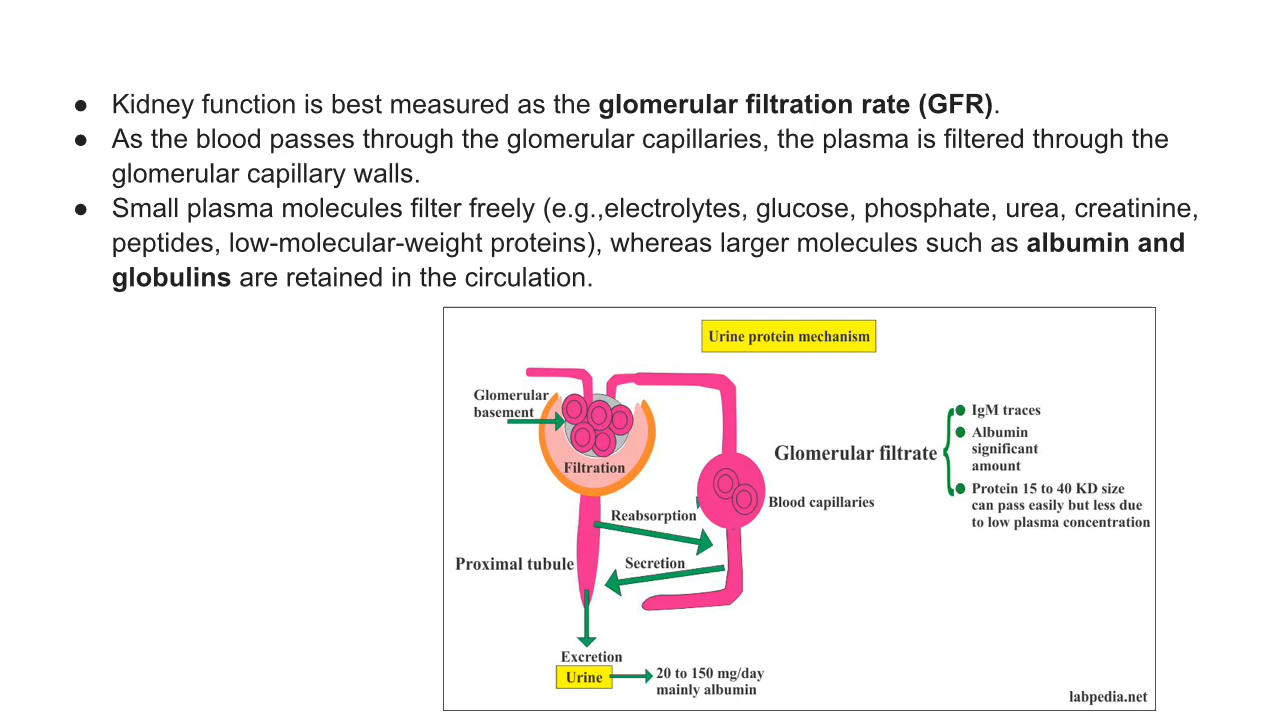 ● Kidney function is best measured as the glomerular filtration rate (GFR).
● As the blood passes through the glomerular capillaries, the plasma is filtered through the
glomerular capillary walls.
● Small plasma molecules filter freely (e.g.,electrolytes, glucose, phosphate, urea, creatinine,
peptides, low-molecular-weight proteins), whereas larger molecules such as albumin and
globulins are retained in the circulation.
Urine protein mechanism
Glomerular
basement
Filtration
Reabsorption
Blood capillaries
Proximal tubule
Secretion
Excretion
Urine
20 to 150 mg/day
mainly albumin
Glomerular filtrate
IgM traces
Albumin
significant
amount
Protein 15 to 40 KD size
can pass easily but less due
to low plasma concentration
labpedia.net